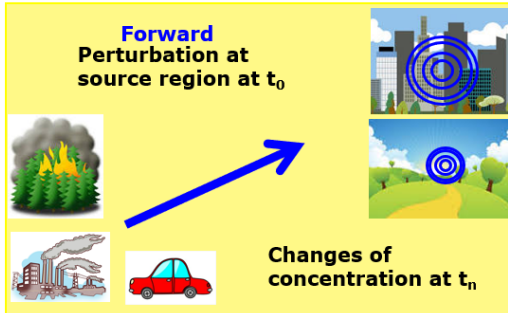 Forward
Perturbation at
source region at t₀
Changes of
concentration at tₙ